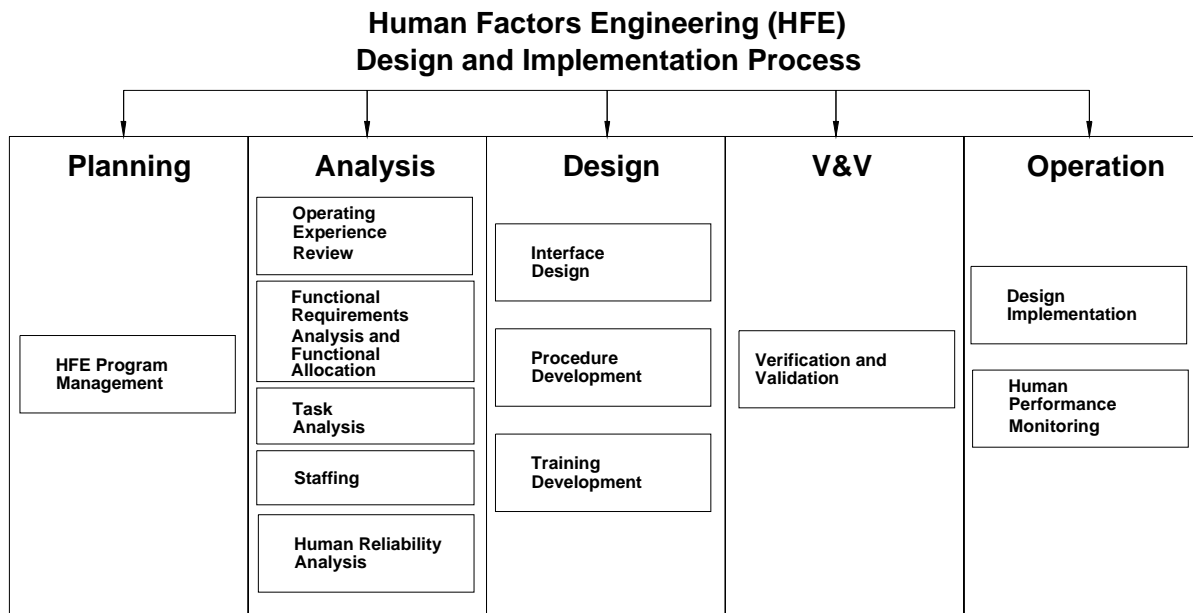 Human Factors Engineering (HFE)
Design and Implementation Process
Planning
HFE Program
Management
Analysis
Operating
Experience
Review
Functional
Requirements
Analysis and
Functional
Allocation
Task
Analysis
Staffing
Human Reliability
Analysis
Design
Interface
Design
Procedure
Development
Training
Development
V&V
Verification and
Validation
Operation
Design
Implementation
Human
Performance
Monitoring